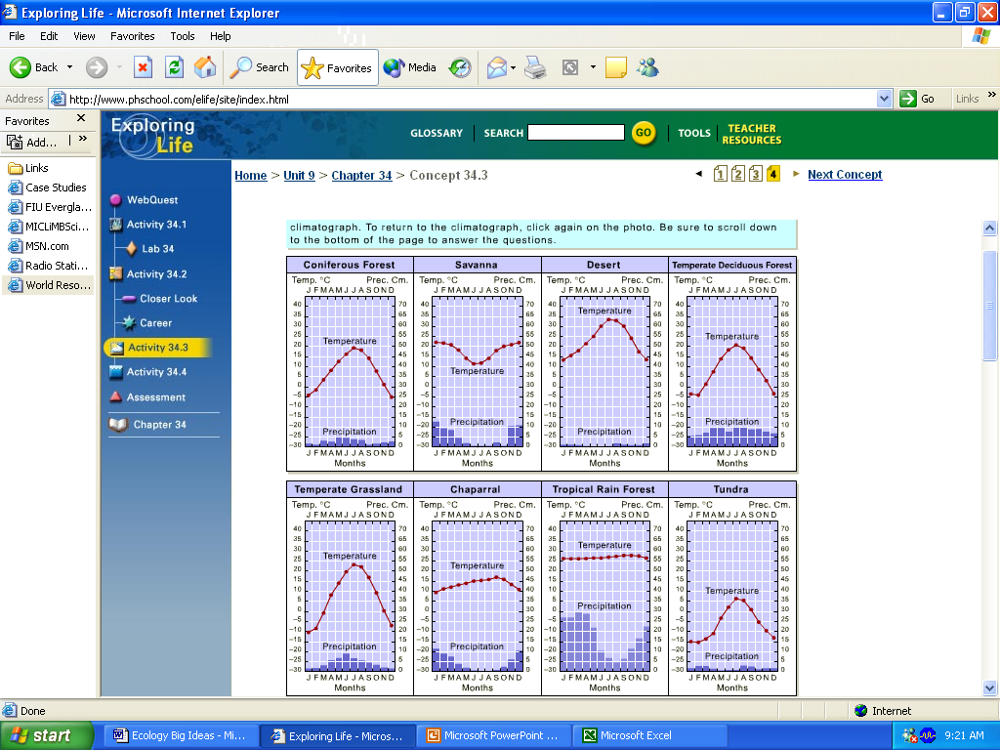 Exploring Life - Microsoft Internet Explorer
File Edit View Favorites Tools Help
Back Search Favorites Media
Address http://www.phschool.com/elife/site/index.html Go Links »
Favorites
Add... »
Links
Case Studies
FIU Evergla...
MICLiMBSci...
MSN.com
Radio Stati...
World Reso...
Exploring Life
GLOSSARY SEARCH GO TOOLS TEACHER RESOURCES
Home > Unit 9 > Chapter 34 > Concept 34.3
1 2 3 4 Next Concept
WebQuest
Activity 34.1
Lab 34
Activity 34.2
Closer Look
Career
Activity 34.3
Activity 34.4
Assessment
Chapter 34
climatograph. To return to the climatograph, click again on the photo. Be sure to scroll down
to the bottom of the page to answer the questions.
Coniferous Forest
Temp. °C Prec. Cm.
J F M A M J J A S O N D
40 35 30 25 20 15 10 5 0 −5 −10 −15 −20 −25 −30
70 65 60 55 50 45 40 35 30 25 20 15 10 5 0
Temperature
Precipitation
J F M A M J J A S O N D
Months
Savanna
Temp. °C Prec. Cm.
J F M A M J J A S O N D
40 35 30 25 20 15 10 5 0 −5 −10 −15 −20 −25 −30
70 65 60 55 50 45 40 35 30 25 20 15 10 5 0
Temperature
Precipitation
J F M A M J J A S O N D
Months
Desert
Temp. °C Prec. Cm.
J F M A M J J A S O N D
40 35 30 25 20 15 10 5 0 −5 −10 −15 −20 −25 −30
70 65 60 55 50 45 40 35 30 25 20 15 10 5 0
Temperature
Precipitation
J F M A M J J A S O N D
Months
Temperate Deciduous Forest
Temp. °C Prec. Cm.
J F M A M J J A S O N D
40 35 30 25 20 15 10 5 0 −5 −10 −15 −20 −25 −30
70 65 60 55 50 45 40 35 30 25 20 15 10 5 0
Temperature
Precipitation
J F M A M J J A S O N D
Months
Temperate Grassland
Temp. °C Prec. Cm.
J F M A M J J A S O N D
40 35 30 25 20 15 10 5 0 −5 −10 −15 −20 −25 −30
70 65 60 55 50 45 40 35 30 25 20 15 10 5 0
Temperature
Precipitation
J F M A M J J A S O N D
Months
Chaparral
Temp. °C Prec. Cm.
J F M A M J J A S O N D
40 35 30 25 20 15 10 5 0 −5 −10 −15 −20 −25 −30
70 65 60 55 50 45 40 35 30 25 20 15 10 5 0
Temperature
Precipitation
J F M A M J J A S O N D
Months
Tropical Rain Forest
Temp. °C Prec. Cm.
J F M A M J J A S O N D
40 35 30 25 20 15 10 5 0 −5 −10 −15 −20 −25 −30
70 65 60 55 50 45 40 35 30 25 20 15 10 5 0
Temperature
Precipitation
J F M A M J J A S O N D
Months
Tundra
Temp. °C Prec. Cm.
J F M A M J J A S O N D
40 35 30 25 20 15 10 5 0 −5 −10 −15 −20 −25 −30
70 65 60 55 50 45 40 35 30 25 20 15 10 5 0
Temperature
Precipitation
J F M A M J J A S O N D
Months
Done Internet
start Ecology Big Ideas - Mi... Exploring Life - Micros... Microsoft PowerPoint ... Microsoft Excel 9:21 AM